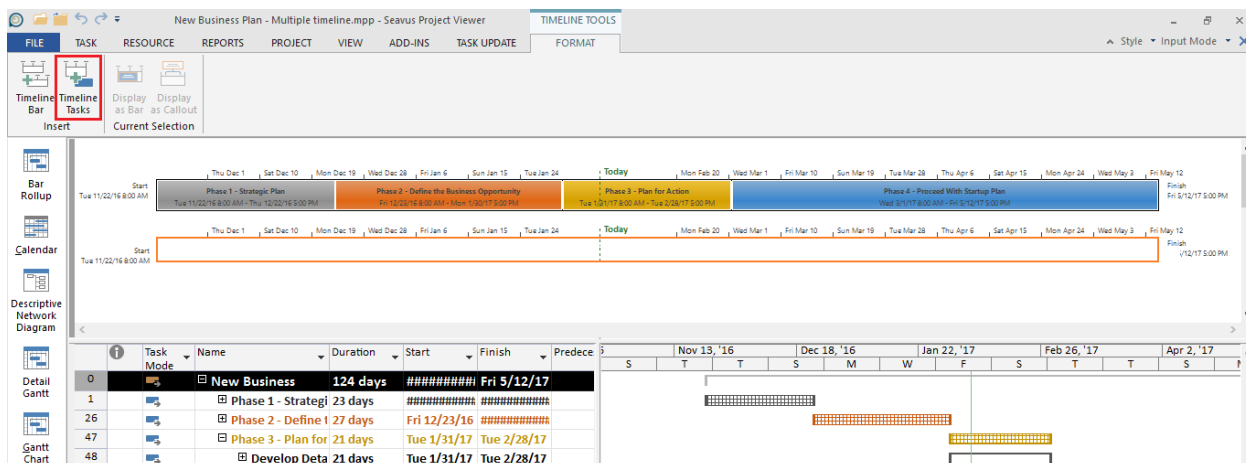 New Business Plan - Multiple timeline.mpp - Seavus Project Viewer
TIMELINE TOOLS
FILE TASK RESOURCE REPORTS PROJECT VIEW ADD-INS TASK UPDATE FORMAT
Style Input Mode
Timeline Bar
Timeline Tasks
Display as Bar
Display as Callout
Insert
Current Selection
Bar Rollup
Calendar
Descriptive Network Diagram
Detail Gantt
Gantt Chart
Thu Dec 1 Sat Dec 10 Mon Dec 19 Wed Dec 28 Fri Jan 6 Sun Jan 15 Tue Jan 24 Today Mon Feb 20 Wed Mar 1 Fri Mar 10 Sun Mar 19 Tue Mar 28 Thu Apr 6 Sat Apr 15 Mon Apr 24 Wed May 3 Fri May 12
Start
Tue 11/22/16 8:00 AM
Phase 1 - Strategic Plan
Tue 11/22/16 8:00 AM - Thu 12/22/16 5:00 PM
Phase 2 - Define the Business Opportunity
Fri 12/23/16 8:00 AM - Mon 1/30/17 5:00 PM
Phase 3 - Plan for Action
Tue 1/31/17 8:00 AM - Tue 2/28/17 5:00 PM
Phase 4 - Proceed With Startup Plan
Wed 3/1/17 8:00 AM - Fri 5/12/17 5:00 PM
Finish
Fri 5/12/17 5:00 PM
Thu Dec 1 Sat Dec 10 Mon Dec 19 Wed Dec 28 Fri Jan 6 Sun Jan 15 Tue Jan 24 Today Mon Feb 20 Wed Mar 1 Fri Mar 10 Sun Mar 19 Tue Mar 28 Thu Apr 6 Sat Apr 15 Mon Apr 24 Wed May 3 Fri May 12
Start
Tue 11/22/16 8:00 AM
Finish
/12/17 5:00 PM
Task Mode Name Duration Start Finish Predece
Nov 13, '16 Dec 18, '16 Jan 22, '17 Feb 26, '17 Apr 2, '17
S T T S M W F S T T S
0 New Business 124 days ########## Fri 5/12/17
1 Phase 1 - Strategi 23 days ########## ##########
26 Phase 2 - Define t 27 days Fri 12/23/16 ##########
47 Phase 3 - Plan for 21 days Tue 1/31/17 Tue 2/28/17
48 Develop Deta 21 days Tue 1/31/17 Tue 2/28/17